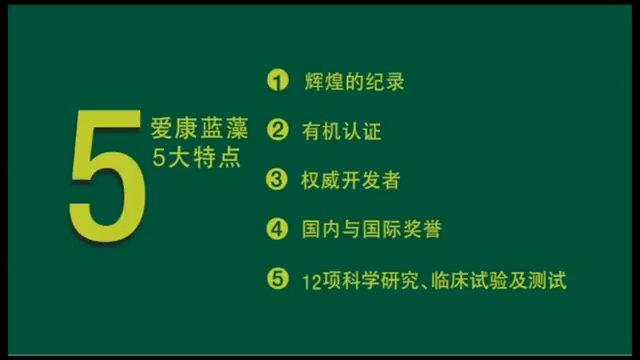 5
爱康蓝藻
5大特点
1 辉煌的纪录
2 有机认证
3 权威开发者
4 国内与国际奖誉
5 12项科学研究、临床试验及测试